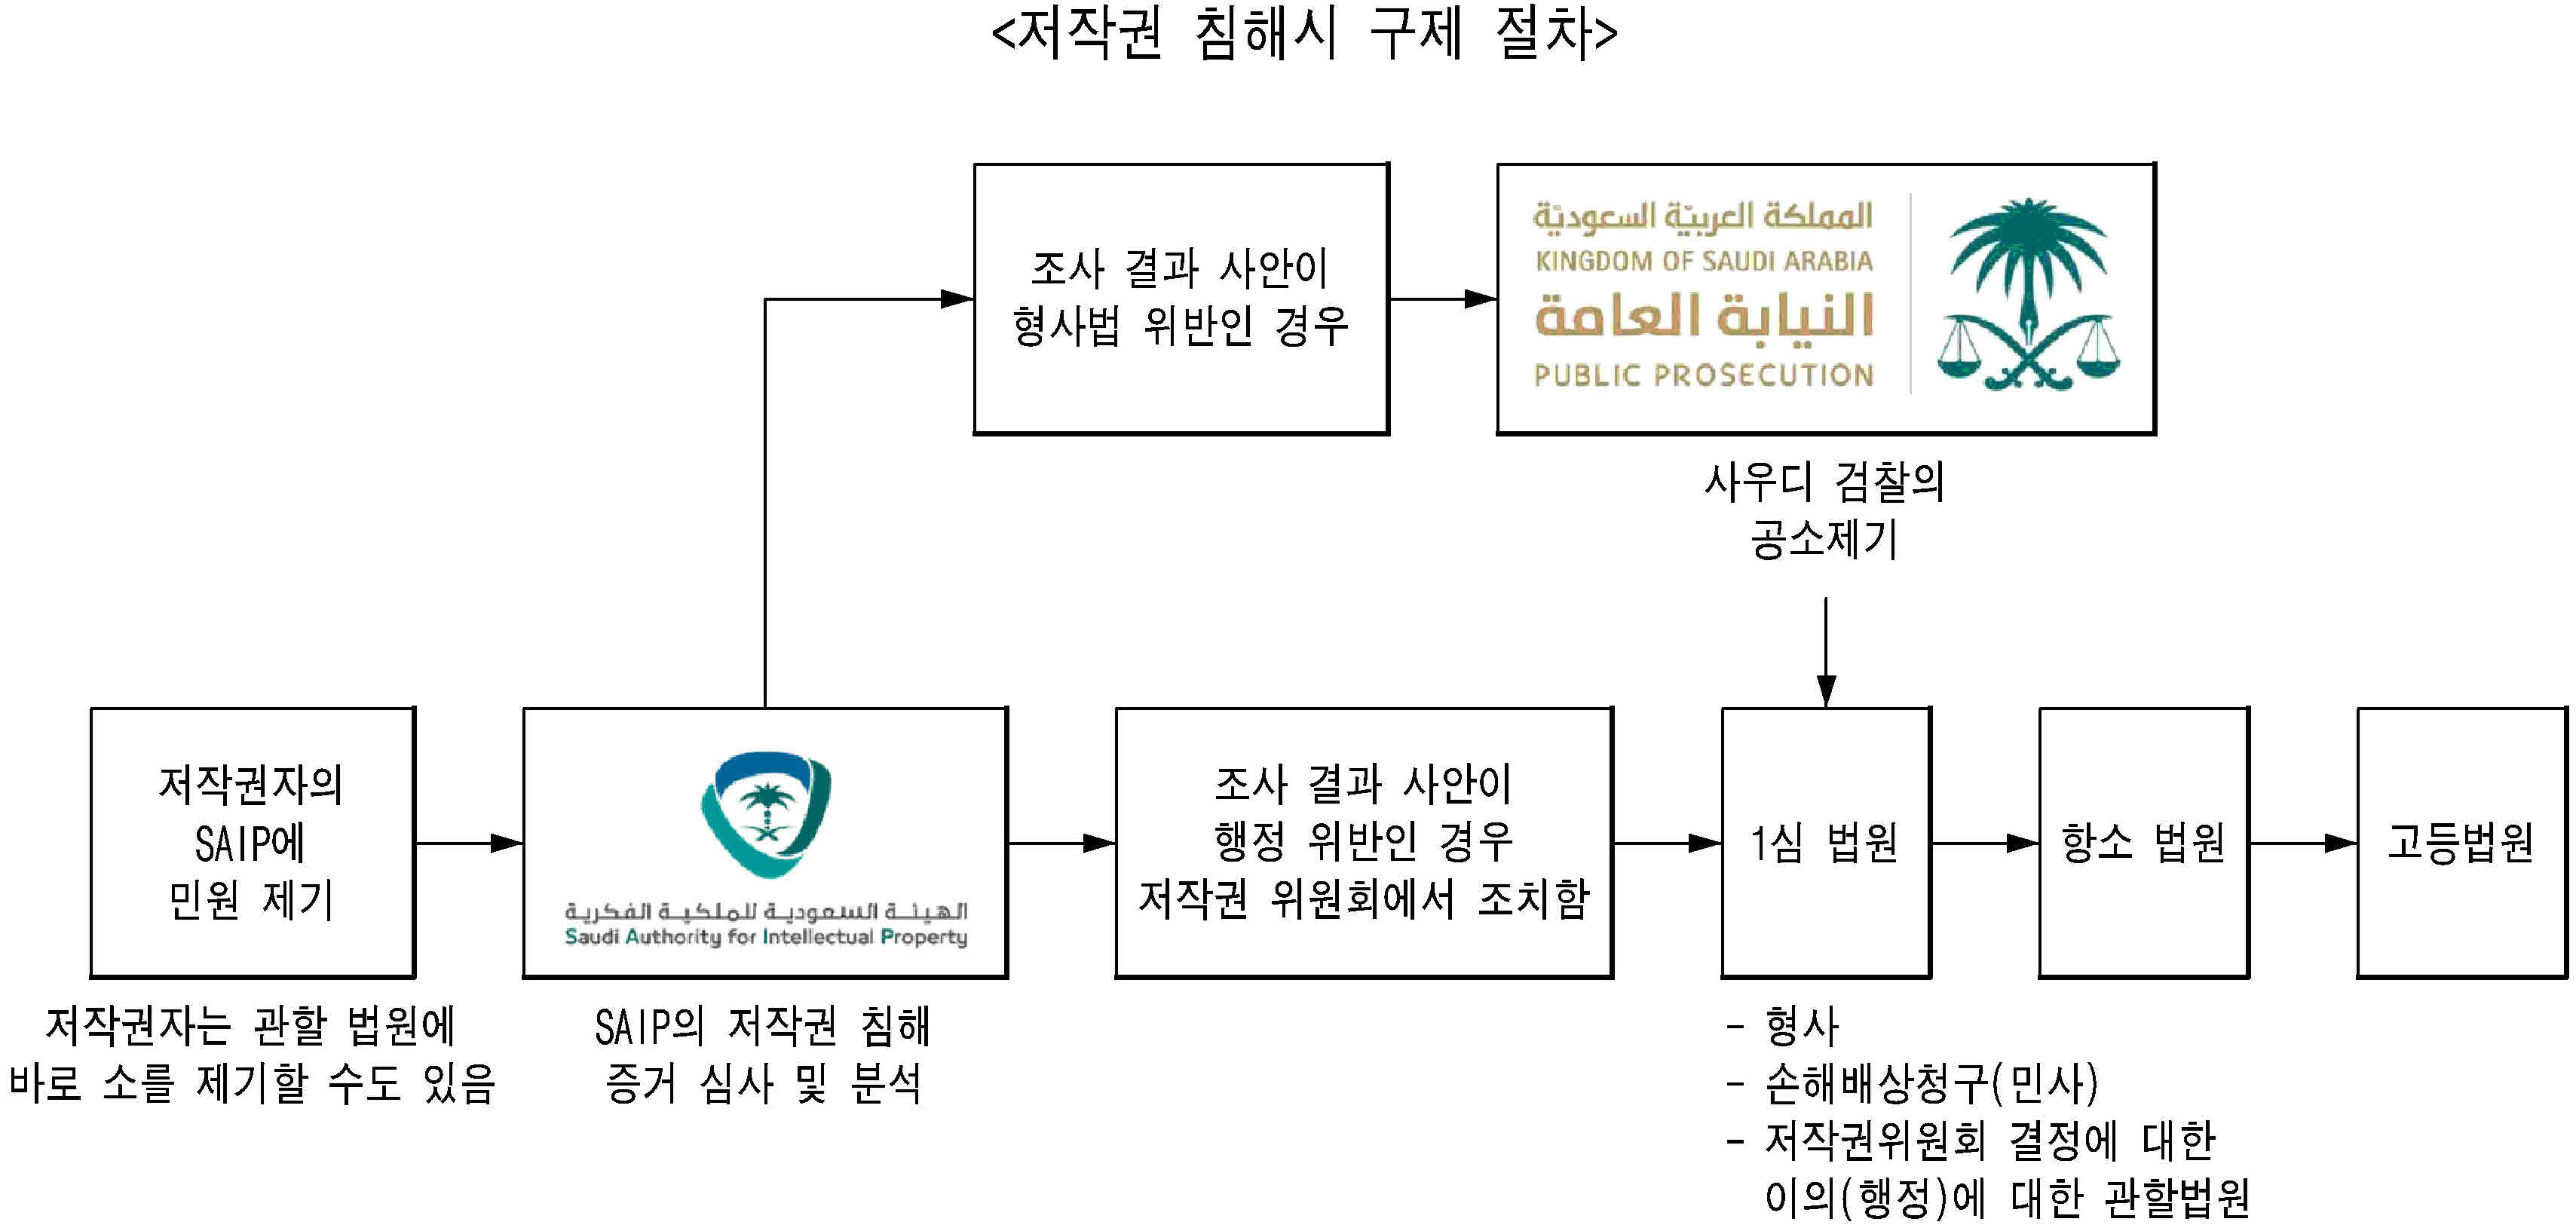 <저작권 침해시 구제 절차>
조사 결과 사안이
형사법 위반인 경우
المملكة العربية السعودية
KINGDOM OF SAUDI ARABIA
النيابة العامة
PUBLIC PROSECUTION
사우디 검찰의
공소제기
저작권자의
SAIP에
민원 제기
저작권자는 관할 법원에
바로 소를 제기할 수도 있음
الهيئة السعودية للملكية الفكرية
Saudi Authority for Intellectual Property
SAIP의 저작권 침해
증거 심사 및 분석
조사 결과 사안이
행정 위반인 경우
저작권 위원회에서 조치함
1심 법원
- 형사
- 손해배상청구(민사)
- 저작권위원회 결정에 대한
이의(행정)에 대한 관할법원
항소 법원
고등법원